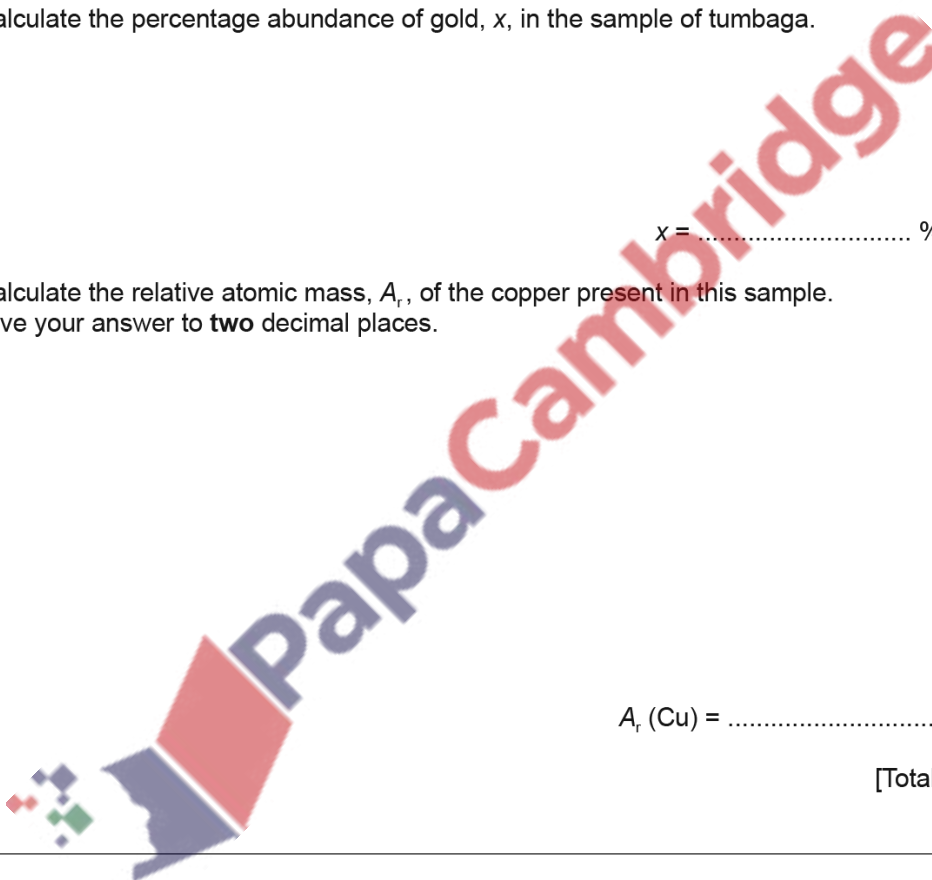 alculate the percentage abundance of gold, x, in the sample of tumbaga.
x = .............................. %
alculate the relative atomic mass, Ar, of the copper present in this sample.
ve your answer to two decimal places.
PapaCambridge
Ar (Cu) = .............................
[Total